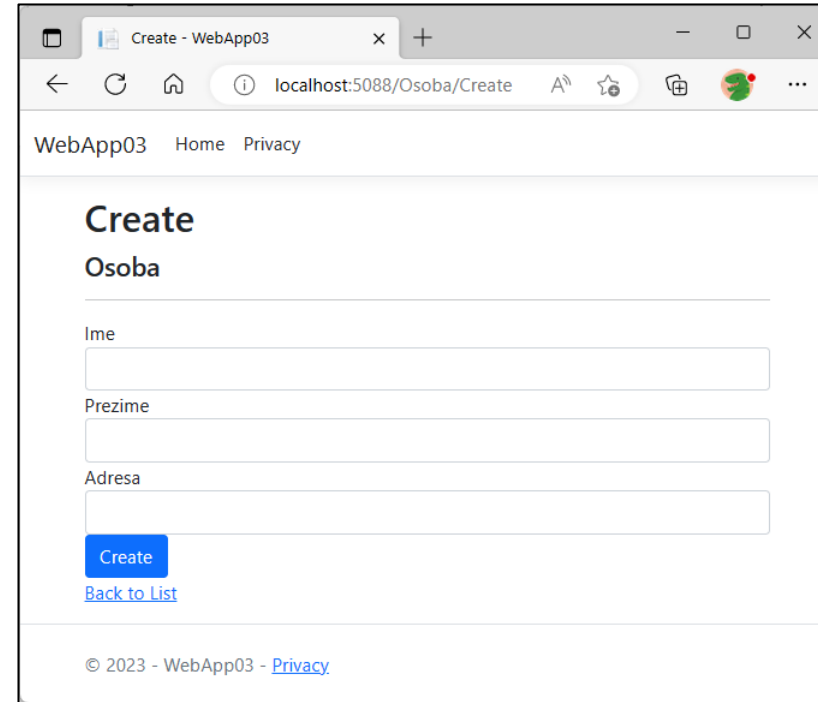 Create - WebApp03
localhost:5088/Osoba/Create
WebApp03 Home Privacy
Create
Osoba
Ime
Prezime
Adresa
Create
Back to List
© 2023 - WebApp03 - Privacy